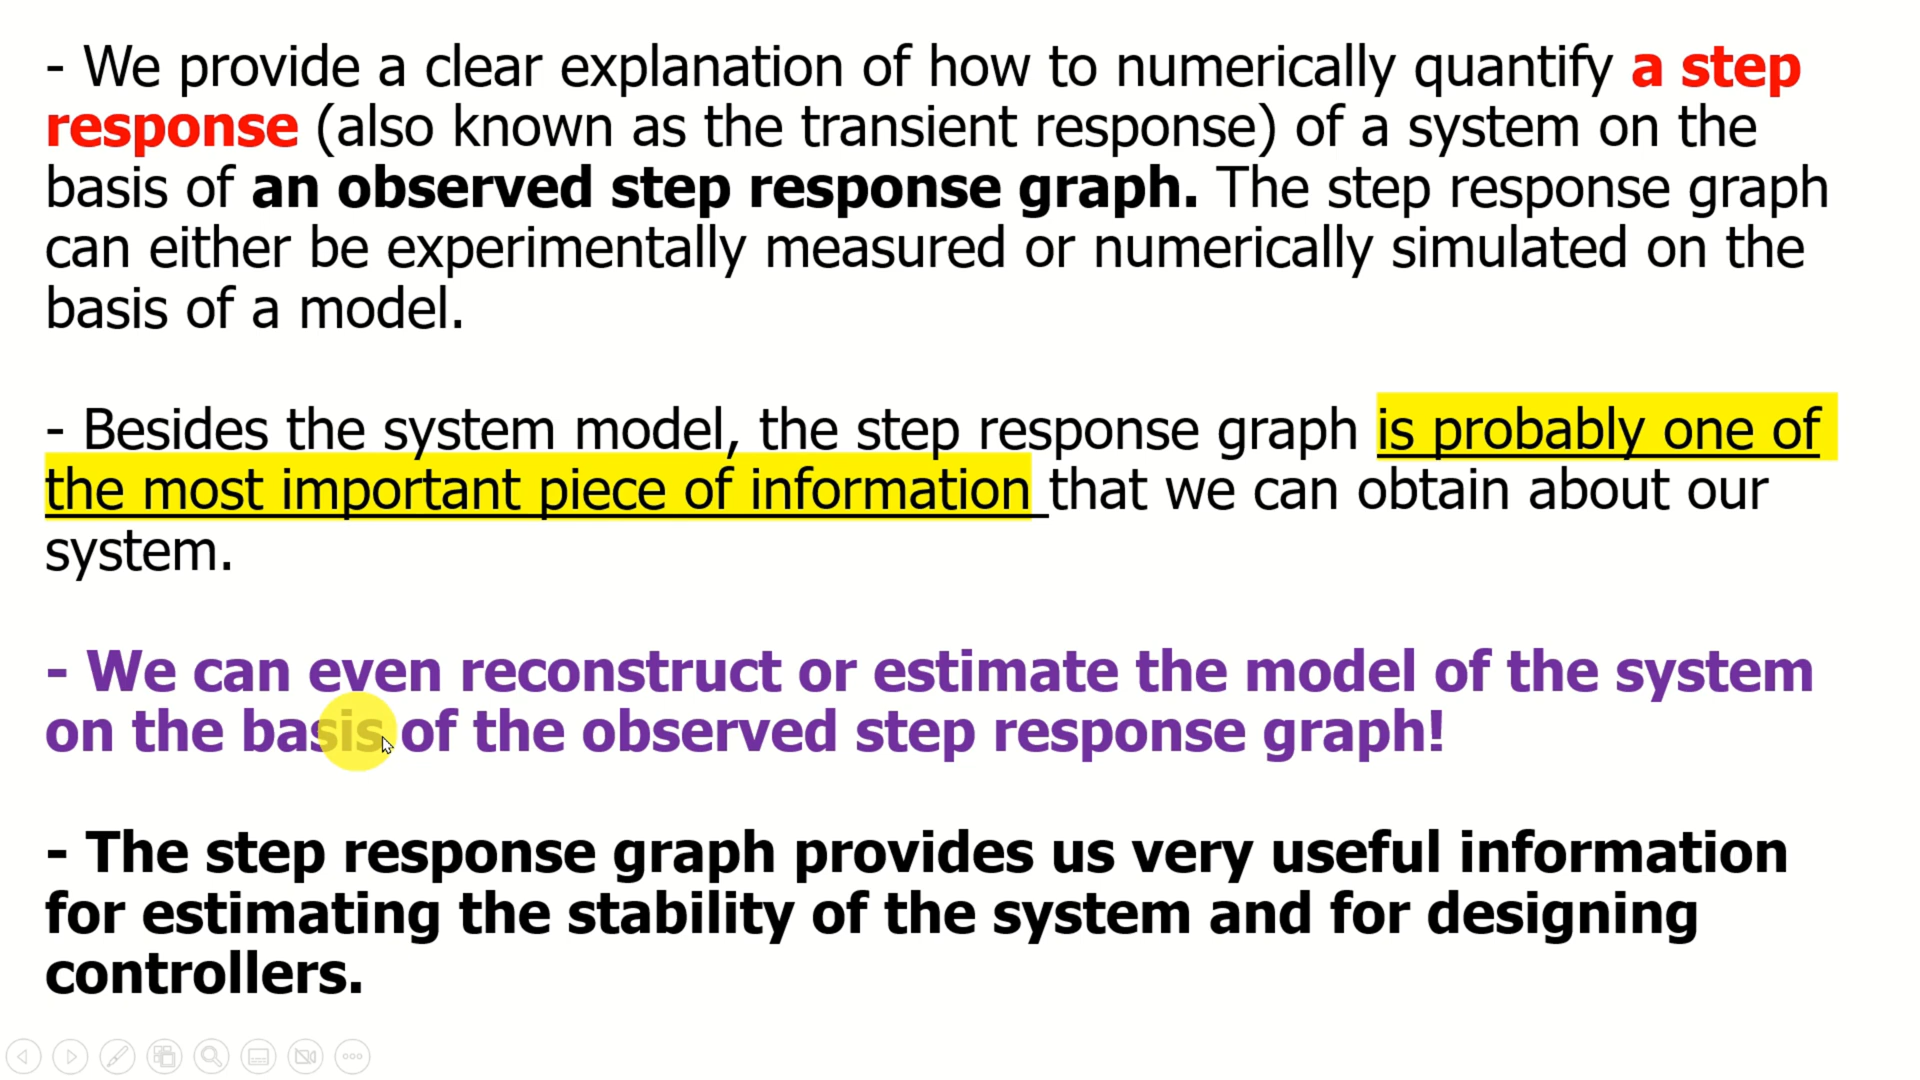 - We provide a clear explanation of how to numerically quantify a step
response (also known as the transient response) of a system on the
basis of an observed step response graph. The step response graph
can either be experimentally measured or numerically simulated on the
basis of a model.
- Besides the system model, the step response graph is probably one of
the most important piece of information that we can obtain about our
system.
- We can even reconstruct or estimate the model of the system
on the basis of the observed step response graph!
- The step response graph provides us very useful information
for estimating the stability of the system and for designing
controllers.